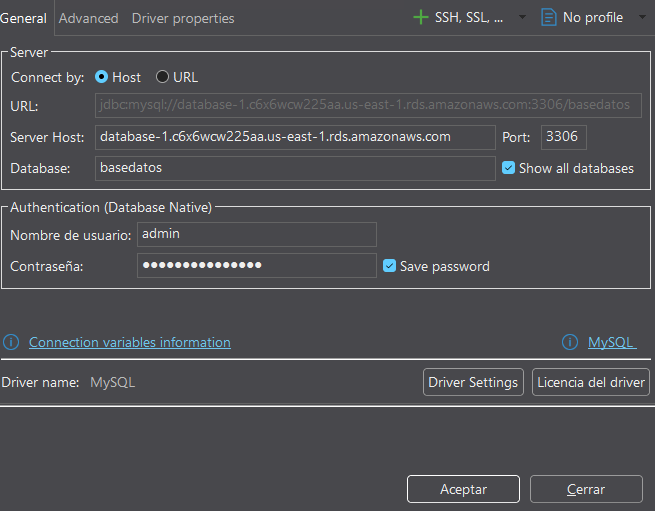 General Advanced Driver properties SSH, SSL, ... No profile
Server
Connect by: Host URL
URL: jdbc:mysql://database-1.c6x6wcw225aa.us-east-1.rds.amazonaws.com:3306/basedatos
Server Host: database-1.c6x6wcw225aa.us-east-1.rds.amazonaws.com Port: 3306
Database: basedatos Show all databases
Authentication (Database Native)
Nombre de usuario: admin
Contraseña: ●●●●●●●●●●●●●●● Save password
Connection variables information MySQL
Driver name: MySQL Driver Settings Licencia del driver
Aceptar Cerrar